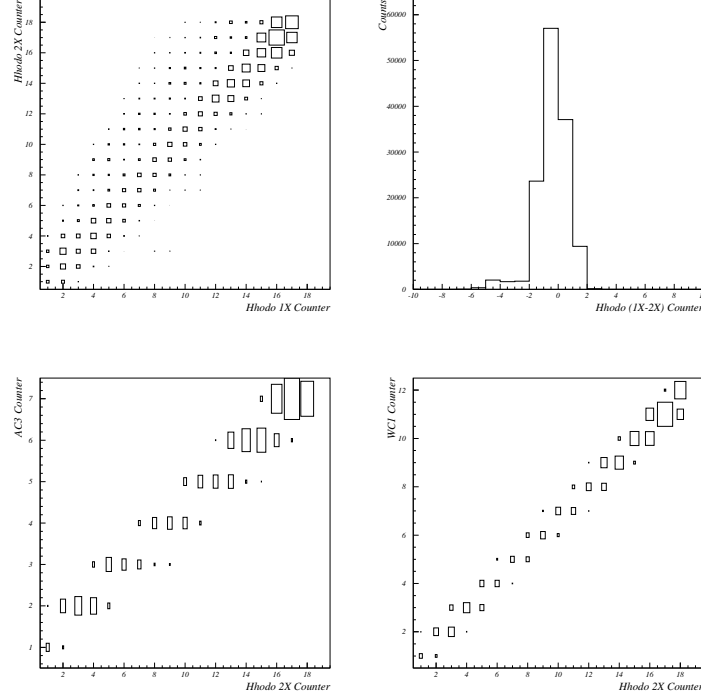 Hhodo 2X Counter
18
16
14
12
10
8
6
4
2
2 4 6 8 10 12 14 16 18
Hhodo 1X Counter
Counts
60000
50000
40000
30000
20000
10000
0
-10 -8 -6 -4 -2 0 2 4 6 8 10
Hhodo (1X-2X) Counter
AC3 Counter
7
6
5
4
3
2
1
2 4 6 8 10 12 14 16 18
Hhodo 2X Counter
WC1 Counter
12
10
8
6
4
2
2 4 6 8 10 12 14 16 18
Hhodo 2X Counter